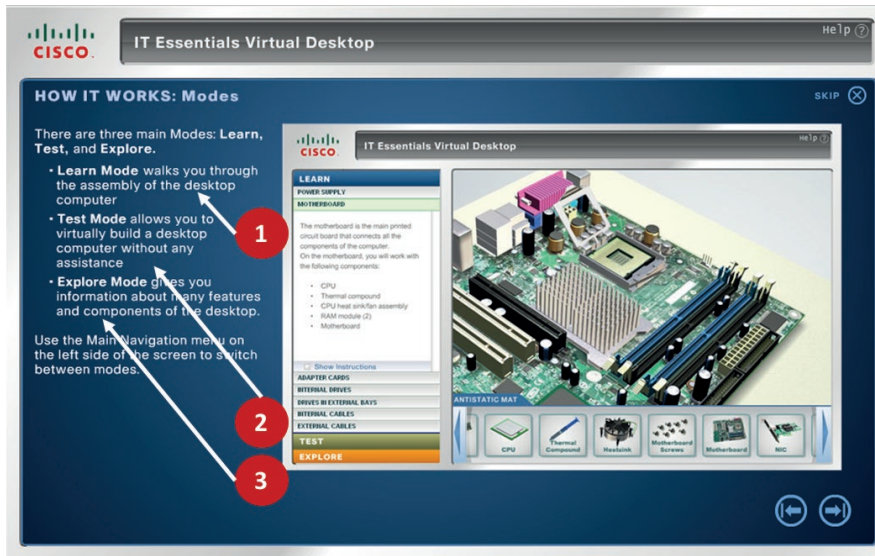 CISCO.
IT Essentials Virtual Desktop
Help ?
HOW IT WORKS: Modes
SKIP
There are three main Modes: Learn,
Test, and Explore.
• Learn Mode walks you through
the assembly of the desktop
computer
• Test Mode allows you to
virtually build a desktop
computer without any
assistance
• Explore Mode gives you
information about many features
and components of the desktop.
Use the Main Navigation menu on
the left side of the screen to switch
between modes.
1
2
3
CISCO.
IT Essentials Virtual Desktop
Help ?
LEARN
POWER SUPPLY
MOTHERBOARD
The motherboard is the main printed
circuit board that connects all the
components of the computer.
On the motherboard, you will work with
the following components:
• CPU
• Thermal compound
• CPU heat sink/fan assembly
• RAM module (2)
• Motherboard
Show Instructions
ADAPTER CARDS
INTERNAL DRIVES
DRIVES IN EXTERNAL BAYS
INTERNAL CABLES
EXTERNAL CABLES
TEST
EXPLORE
ANTISTATIC MAT
CPU
Thermal
Compound
Heatsink
Motherboard
Screws
Motherboard
NIC